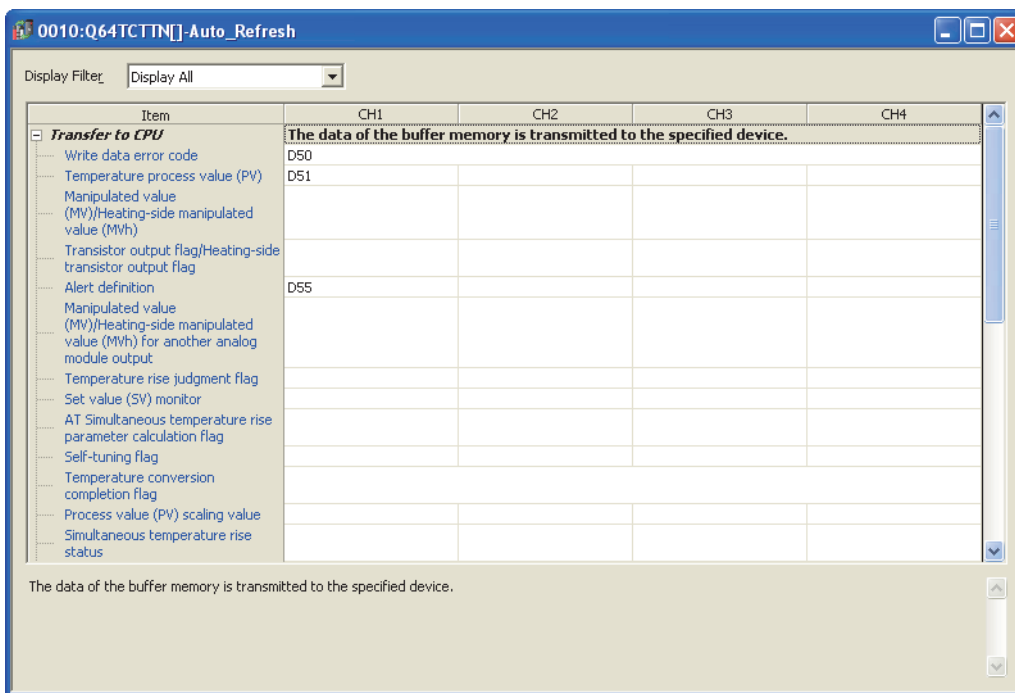 0010:Q64TCTTN[]-Auto_Refresh
Display Filter Display All
Item CH1 CH2 CH3 CH4
Transfer to CPU The data of the buffer memory is transmitted to the specified device.
Write data error code D50
Temperature process value (PV) D51
Manipulated value
(MV)/Heating-side manipulated
value (MVh)
Transistor output flag/Heating-side
transistor output flag
Alert definition D55
Manipulated value
(MV)/Heating-side manipulated
value (MVh) for another analog
module output
Temperature rise judgment flag
Set value (SV) monitor
AT Simultaneous temperature rise
parameter calculation flag
Self-tuning flag
Temperature conversion
completion flag
Process value (PV) scaling value
Simultaneous temperature rise
status
The data of the buffer memory is transmitted to the specified device.